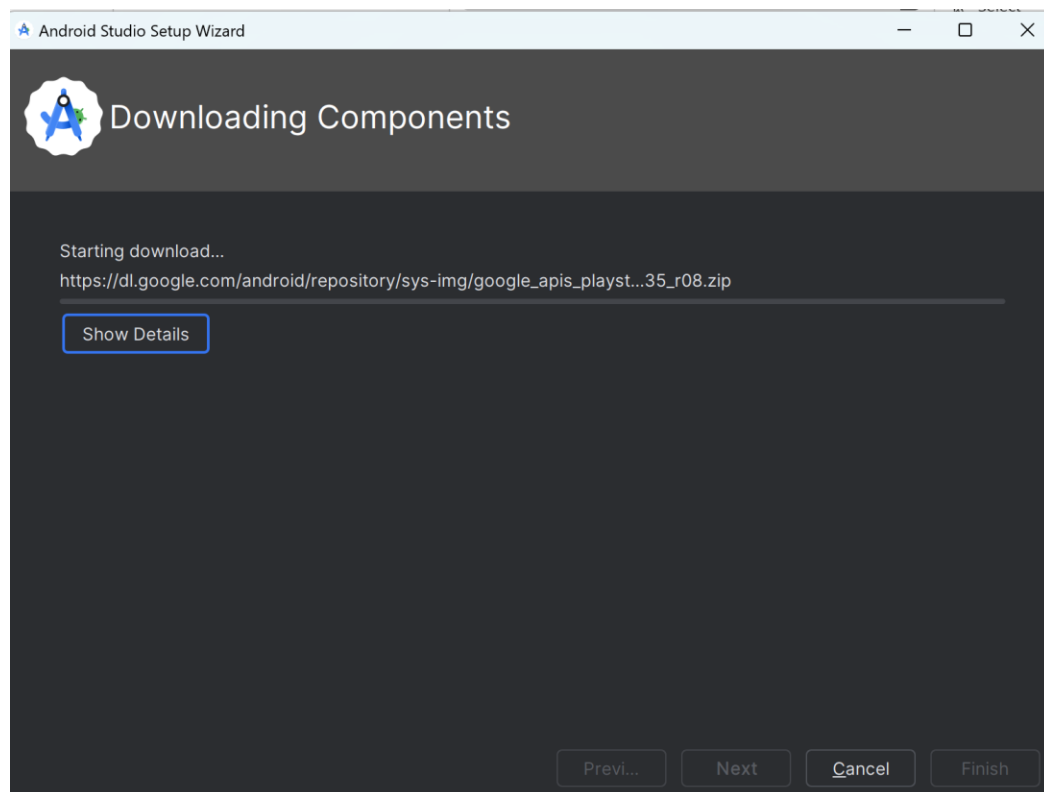 Android Studio Setup Wizard
Downloading Components
Starting download...
https://dl.google.com/android/repository/sys-img/google_apis_playst...35_r08.zip
Show Details
Previ...
Next
Cancel
Finish